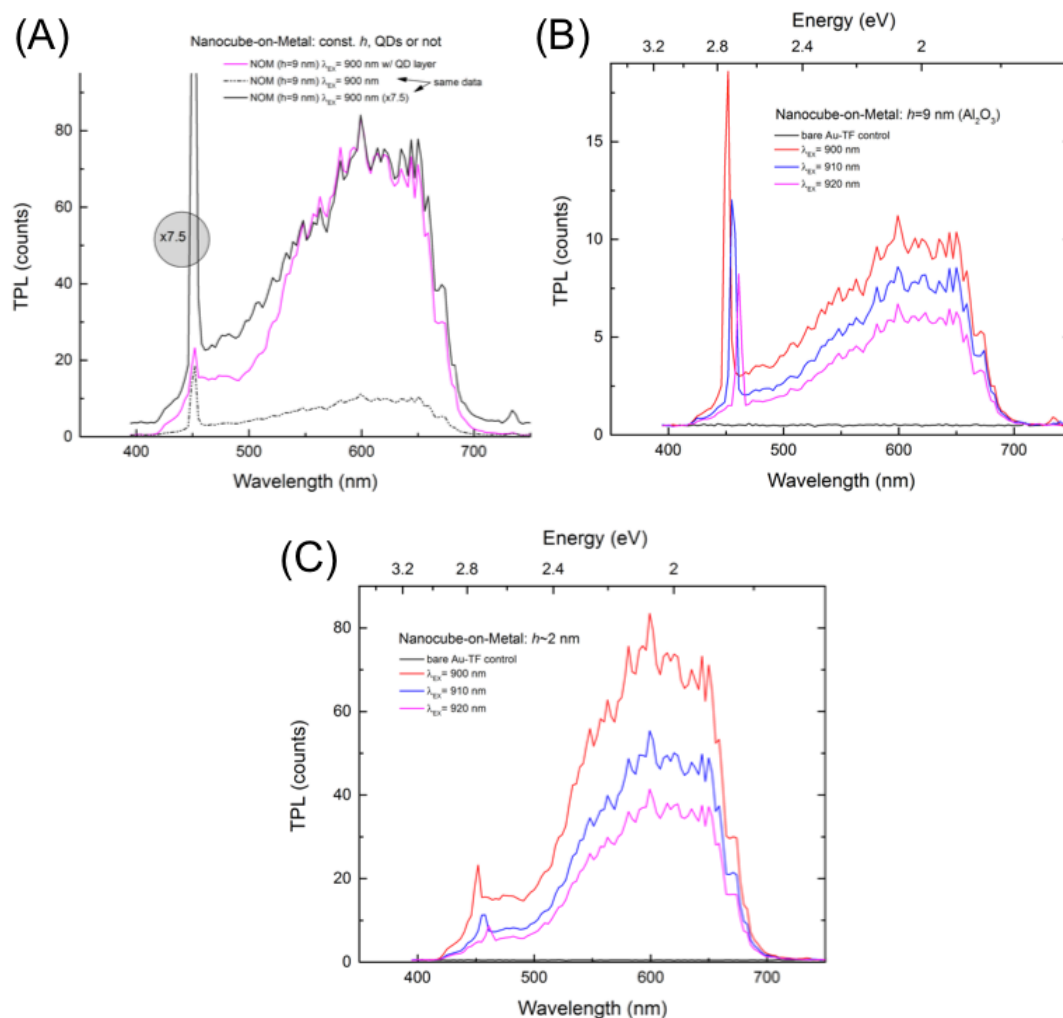 (A)
Nanocube-on-Metal: const. h, QDs or not
NOM (h=9 nm) λEX= 900 nm w/ QD layer
NOM (h=9 nm) λEX= 900 nm
same data
NOM (h=9 nm) λEX= 900 nm (x7.5)
x7.5
80
60
40
20
0
TPL (counts)
400 500 600 700
Wavelength (nm)
(B)
Energy (eV)
3.2 2.8 2.4 2
Nanocube-on-Metal: h=9 nm (Al2O3)
bare Au-TF control
λEX= 900 nm
λEX= 910 nm
λEX= 920 nm
15
10
5
0
TPL (counts)
400 500 600 700
Wavelength (nm)
(C)
Energy (eV)
3.2 2.8 2.4 2
Nanocube-on-Metal: h~2 nm
bare Au-TF control
λEX= 900 nm
λEX= 910 nm
λEX= 920 nm
80
60
40
20
0
TPL (counts)
400 500 600 700
Wavelength (nm)